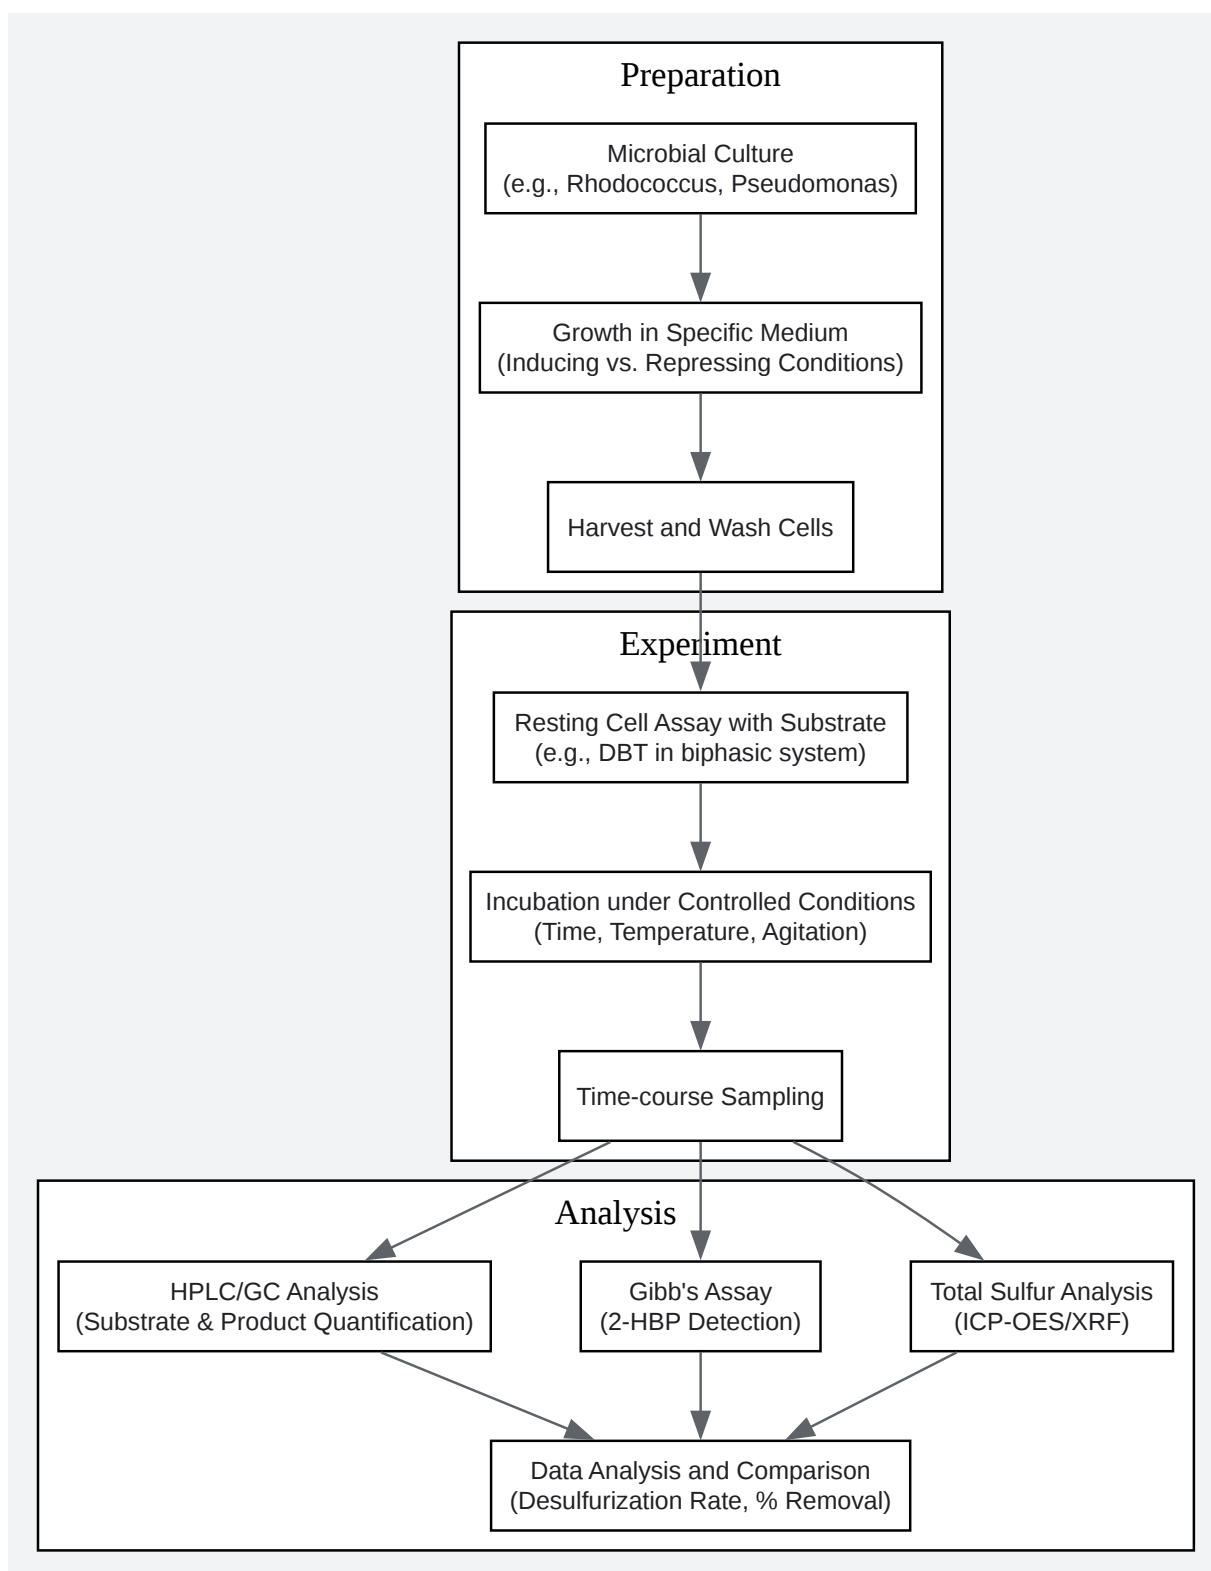 Preparation
Microbial Culture
(e.g., Rhodococcus, Pseudomonas)
Growth in Specific Medium
(Inducing vs. Repressing Conditions)
Harvest and Wash Cells
Experiment
Resting Cell Assay with Substrate
(e.g., DBT in biphasic system)
Incubation under Controlled Conditions
(Time, Temperature, Agitation)
Time-course Sampling
Analysis
HPLC/GC Analysis
(Substrate & Product Quantification)
Gibb's Assay
(2-HBP Detection)
Total Sulfur Analysis
(ICP-OES/XRF)
Data Analysis and Comparison
(Desulfurization Rate, % Removal)